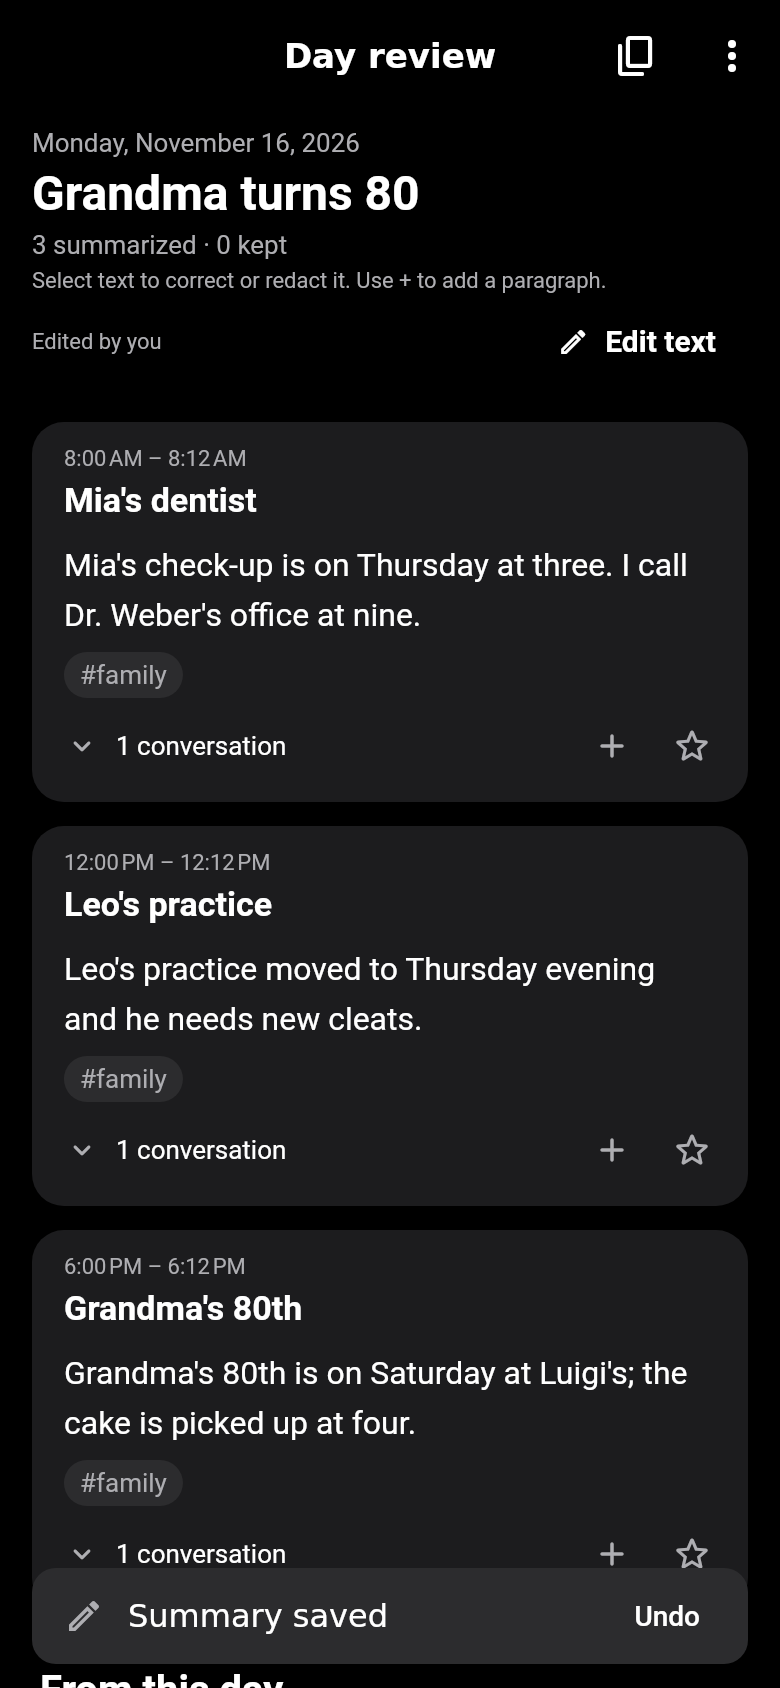 Day review
Monday, November 16, 2026
Grandma turns 80
3 summarized · 0 kept
Select text to correct or redact it. Use + to add a paragraph.
Edited by you
Edit text
8:00 AM – 8:12 AM
Mia's dentist
Mia's check-up is on Thursday at three. I call
Dr. Weber's office at nine.
#family
1 conversation
12:00 PM – 12:12 PM
Leo's practice
Leo's practice moved to Thursday evening
and he needs new cleats.
#family
1 conversation
6:00 PM – 6:12 PM
Grandma's 80th
Grandma's 80th is on Saturday at Luigi's; the
cake is picked up at four.
#family
1 conversation
Summary saved
Undo
From this day